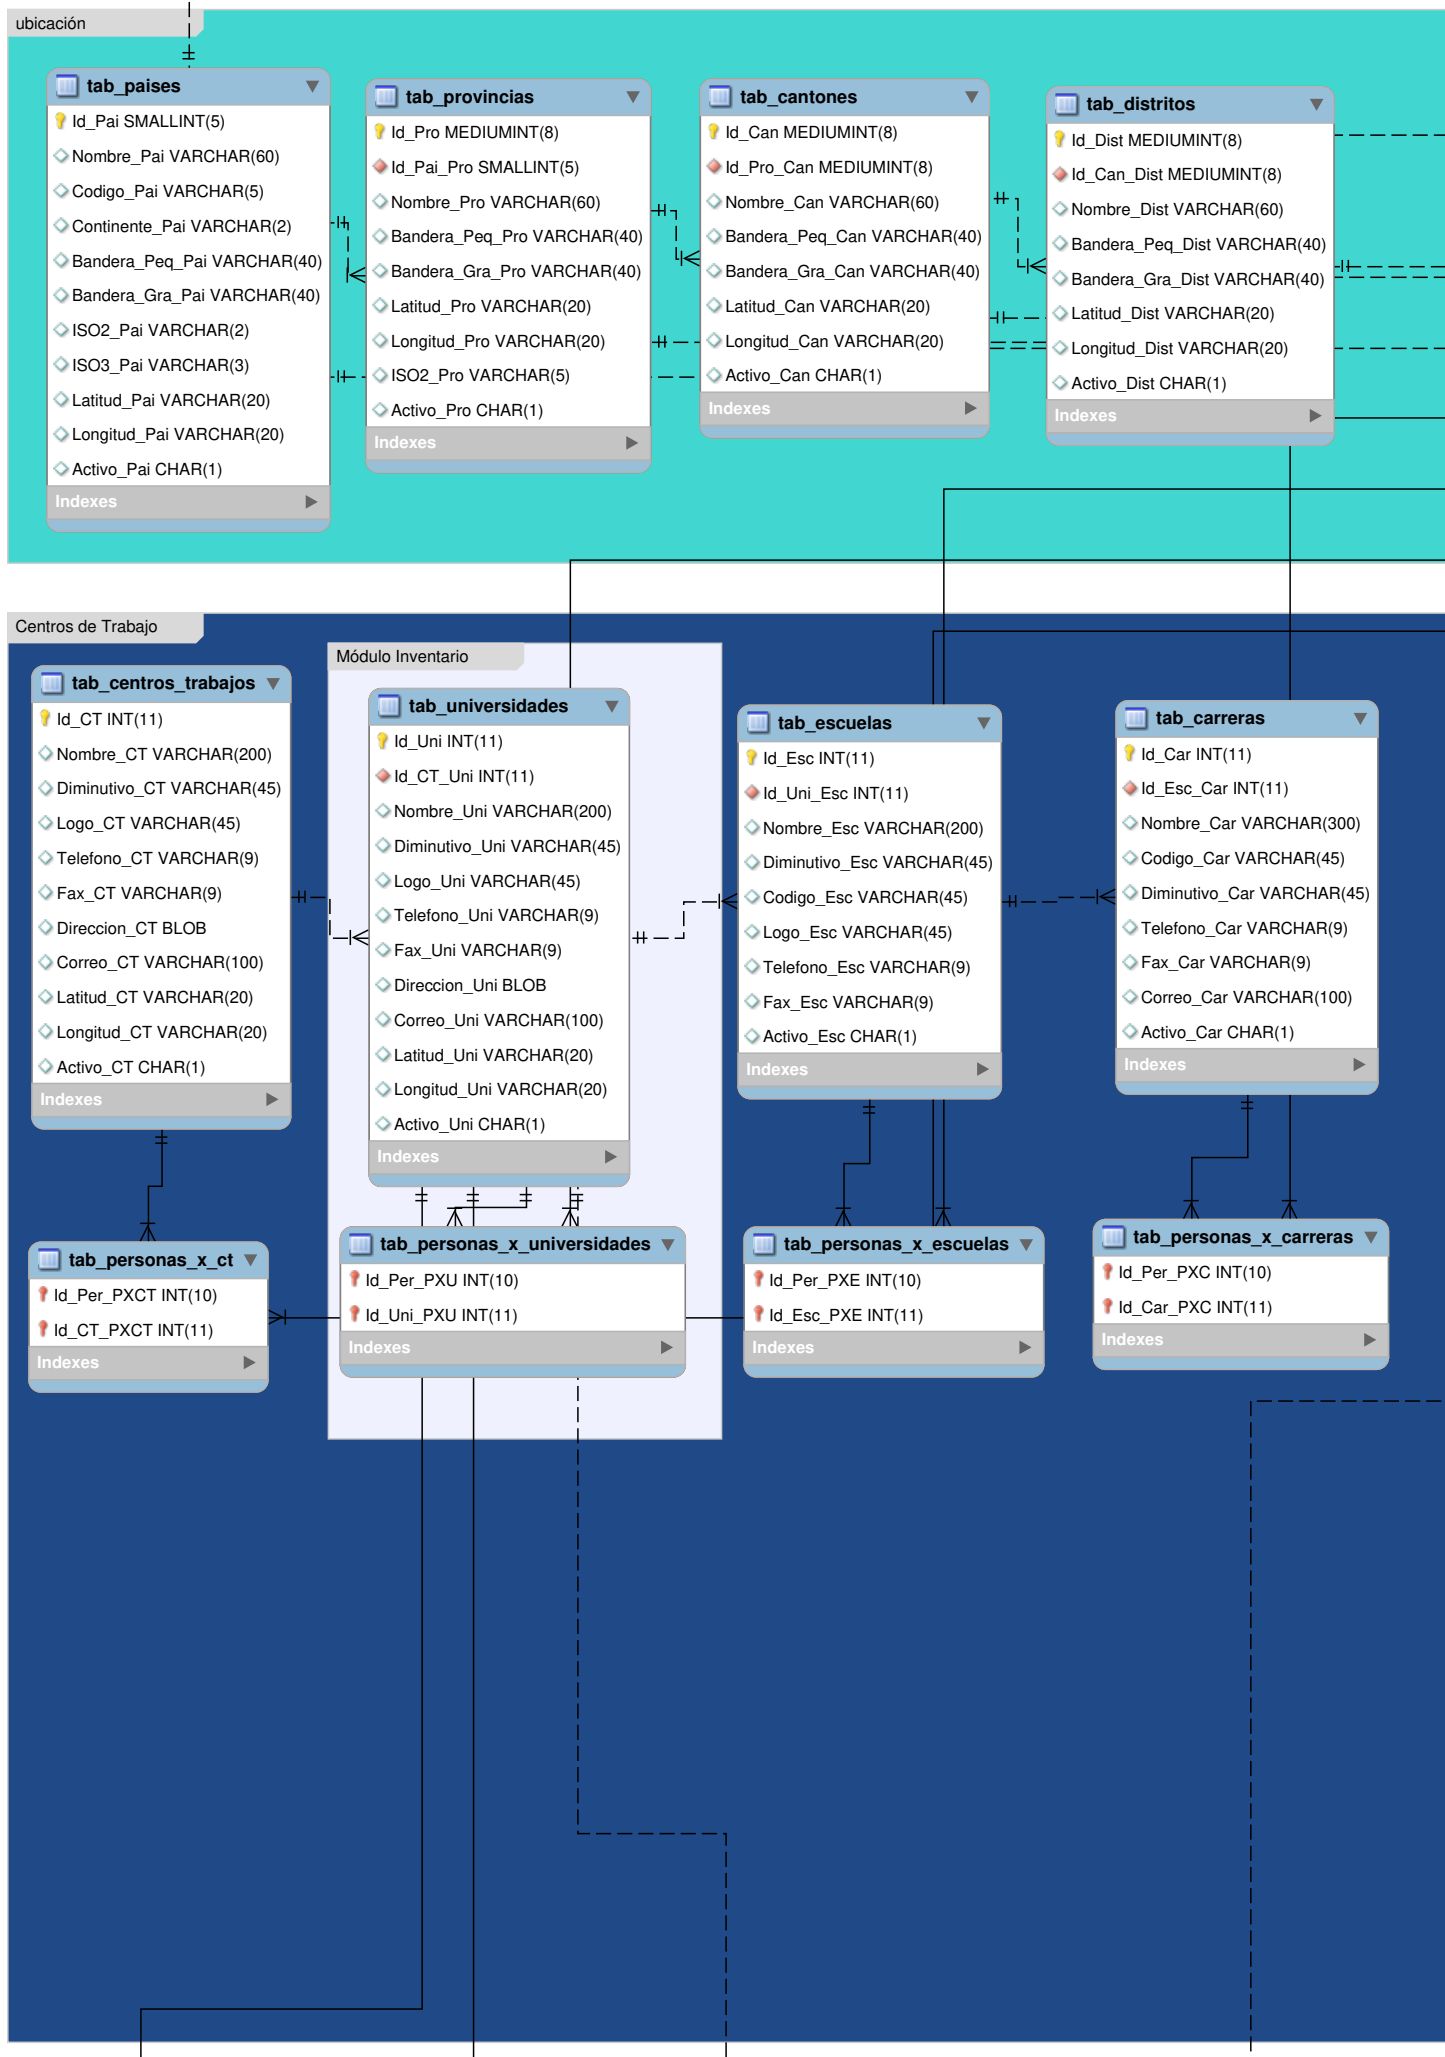 ubicación
tab_paises
Id_Pai SMALLINT(5)
Nombre_Pai VARCHAR(60)
Codigo_Pai VARCHAR(5)
Continente_Pai VARCHAR(2)
Bandera_Peq_Pai VARCHAR(40)
Bandera_Gra_Pai VARCHAR(40)
ISO2_Pai VARCHAR(2)
ISO3_Pai VARCHAR(3)
Latitud_Pai VARCHAR(20)
Longitud_Pai VARCHAR(20)
Activo_Pai CHAR(1)
Indexes
tab_provincias
Id_Pro MEDIUMINT(8)
Id_Pai_Pro SMALLINT(5)
Nombre_Pro VARCHAR(60)
Bandera_Peq_Pro VARCHAR(40)
Bandera_Gra_Pro VARCHAR(40)
Latitud_Pro VARCHAR(20)
Longitud_Pro VARCHAR(20)
ISO2_Pro VARCHAR(5)
Activo_Pro CHAR(1)
Indexes
tab_cantones
Id_Can MEDIUMINT(8)
Id_Pro_Can MEDIUMINT(8)
Nombre_Can VARCHAR(60)
Bandera_Peq_Can VARCHAR(40)
Bandera_Gra_Can VARCHAR(40)
Latitud_Can VARCHAR(20)
Longitud_Can VARCHAR(20)
Activo_Can CHAR(1)
Indexes
tab_distritos
Id_Dist MEDIUMINT(8)
Id_Can_Dist MEDIUMINT(8)
Nombre_Dist VARCHAR(60)
Bandera_Peq_Dist VARCHAR(40)
Bandera_Gra_Dist VARCHAR(40)
Latitud_Dist VARCHAR(20)
Longitud_Dist VARCHAR(20)
Activo_Dist CHAR(1)
Indexes
Centros de Trabajo
tab_centros_trabajos
Id_CT INT(11)
Nombre_CT VARCHAR(200)
Diminutivo_CT VARCHAR(45)
Logo_CT VARCHAR(45)
Telefono_CT VARCHAR(9)
Fax_CT VARCHAR(9)
Direccion_CT BLOB
Correo_CT VARCHAR(100)
Latitud_CT VARCHAR(20)
Longitud_CT VARCHAR(20)
Activo_CT CHAR(1)
Indexes
Módulo Inventario
tab_universidades
Id_Uni INT(11)
Id_CT_Uni INT(11)
Nombre_Uni VARCHAR(200)
Diminutivo_Uni VARCHAR(45)
Logo_Uni VARCHAR(45)
Telefono_Uni VARCHAR(9)
Fax_Uni VARCHAR(9)
Direccion_Uni BLOB
Correo_Uni VARCHAR(100)
Latitud_Uni VARCHAR(20)
Longitud_Uni VARCHAR(20)
Activo_Uni CHAR(1)
Indexes
tab_escuelas
Id_Esc INT(11)
Id_Uni_Esc INT(11)
Nombre_Esc VARCHAR(200)
Diminutivo_Esc VARCHAR(45)
Codigo_Esc VARCHAR(45)
Logo_Esc VARCHAR(45)
Telefono_Esc VARCHAR(9)
Fax_Esc VARCHAR(9)
Activo_Esc CHAR(1)
Indexes
tab_carreras
Id_Car INT(11)
Id_Esc_Car INT(11)
Nombre_Car VARCHAR(300)
Codigo_Car VARCHAR(45)
Diminutivo_Car VARCHAR(45)
Telefono_Car VARCHAR(9)
Fax_Car VARCHAR(9)
Correo_Car VARCHAR(100)
Activo_Car CHAR(1)
Indexes
tab_personas_x_ct
Id_Per_PXCT INT(10)
Id_CT_PXCT INT(11)
Indexes
tab_personas_x_universidades
Id_Per_PXU INT(10)
Id_Uni_PXU INT(11)
Indexes
tab_personas_x_escuelas
Id_Per_PXE INT(10)
Id_Esc_PXE INT(11)
Indexes
tab_personas_x_carreras
Id_Per_PXC INT(10)
Id_Car_PXC INT(11)
Indexes